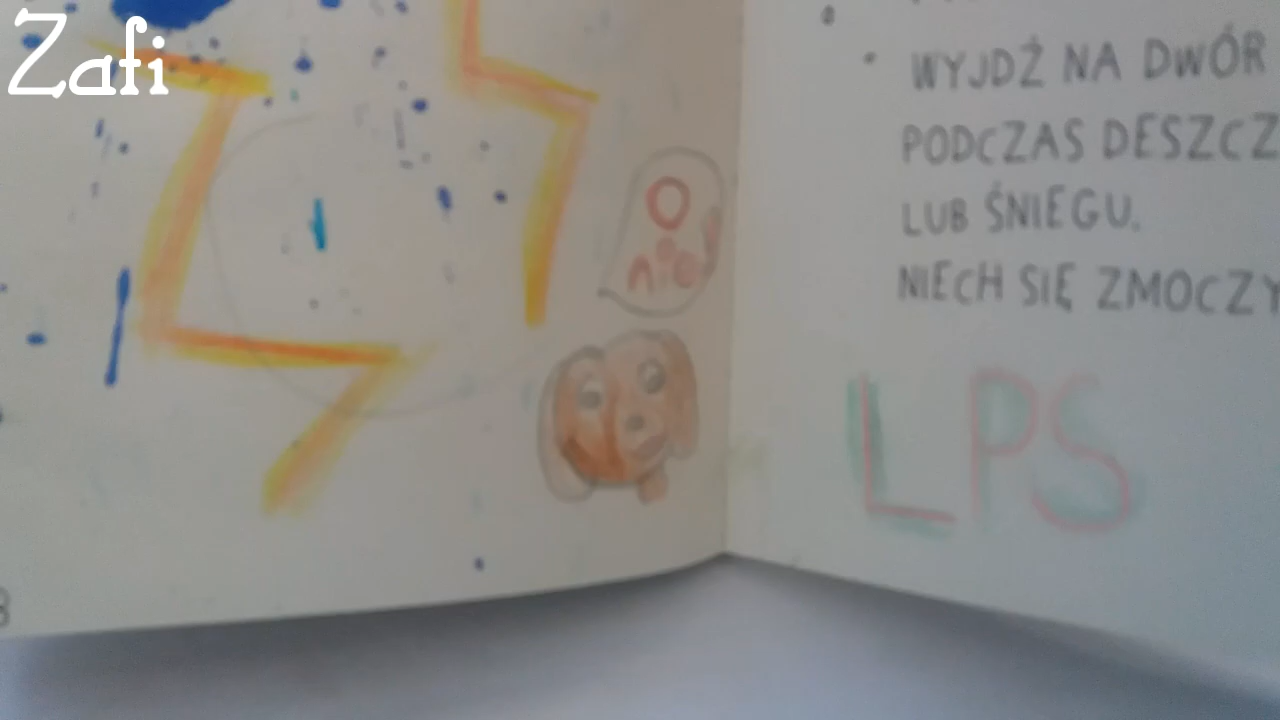 Zafi
O
nie
WYJDŹ NA DWÓR
PODCZAS DESZCZ
LUB ŚNIEGU.
NIECH SIĘ ZMOCZY
LPS